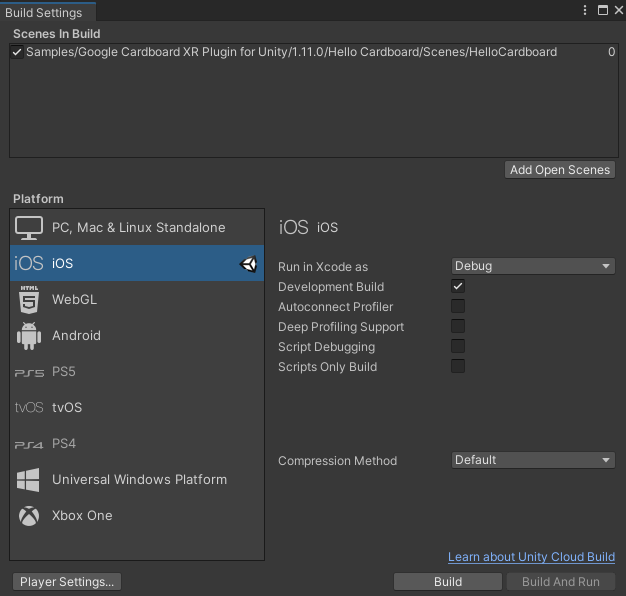 Build Settings
Scenes In Build
Samples/Google Cardboard XR Plugin for Unity/1.11.0/Hello Cardboard/Scenes/HelloCardboard 0
Add Open Scenes
Platform
PC, Mac & Linux Standalone
iOS iOS
HTML 5 WebGL
Android
PS5 PS5
tvOS tvOS
PS4 PS4
Universal Windows Platform
Xbox One
iOS iOS
Run in Xcode as Debug
Development Build
Autoconnect Profiler
Deep Profiling Support
Script Debugging
Scripts Only Build
Compression Method Default
Learn about Unity Cloud Build
Player Settings... Build Build And Run